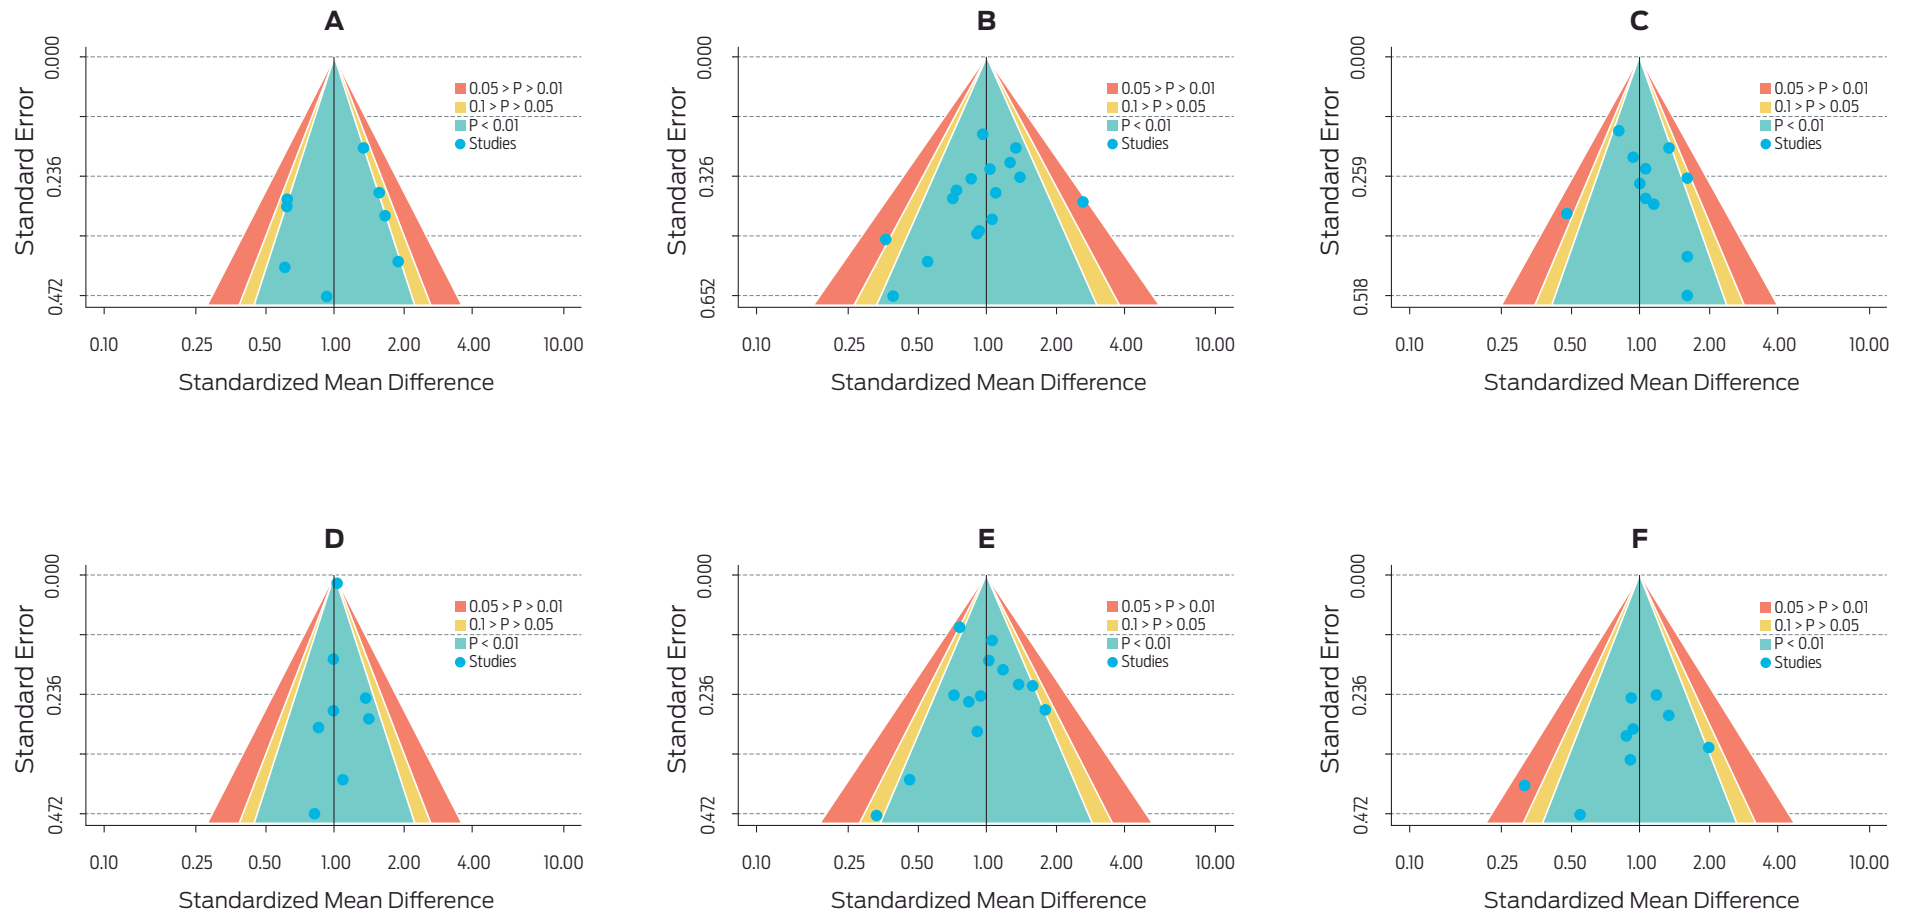 A
0.000
0.236
0.472
Standard Error
0.05 > P > 0.01
0.1 > P > 0.05
P < 0.01
Studies
0.10 0.25 0.50 1.00 2.00 4.00 10.00
Standardized Mean Difference
B
0.000
0.326
0.652
Standard Error
0.05 > P > 0.01
0.1 > P > 0.05
P < 0.01
Studies
0.10 0.25 0.50 1.00 2.00 4.00 10.00
Standardized Mean Difference
C
0.000
0.259
0.518
Standard Error
0.05 > P > 0.01
0.1 > P > 0.05
P < 0.01
Studies
0.10 0.25 0.50 1.00 2.00 4.00 10.00
Standardized Mean Difference
D
0.000
0.236
0.472
Standard Error
0.05 > P > 0.01
0.1 > P > 0.05
P < 0.01
Studies
0.10 0.25 0.50 1.00 2.00 4.00 10.00
Standardized Mean Difference
E
0.000
0.236
0.472
Standard Error
0.05 > P > 0.01
0.1 > P > 0.05
P < 0.01
Studies
0.10 0.25 0.50 1.00 2.00 4.00 10.00
Standardized Mean Difference
F
0.000
0.236
0.472
Standard Error
0.05 > P > 0.01
0.1 > P > 0.05
P < 0.01
Studies
0.10 0.25 0.50 1.00 2.00 4.00 10.00
Standardized Mean Difference